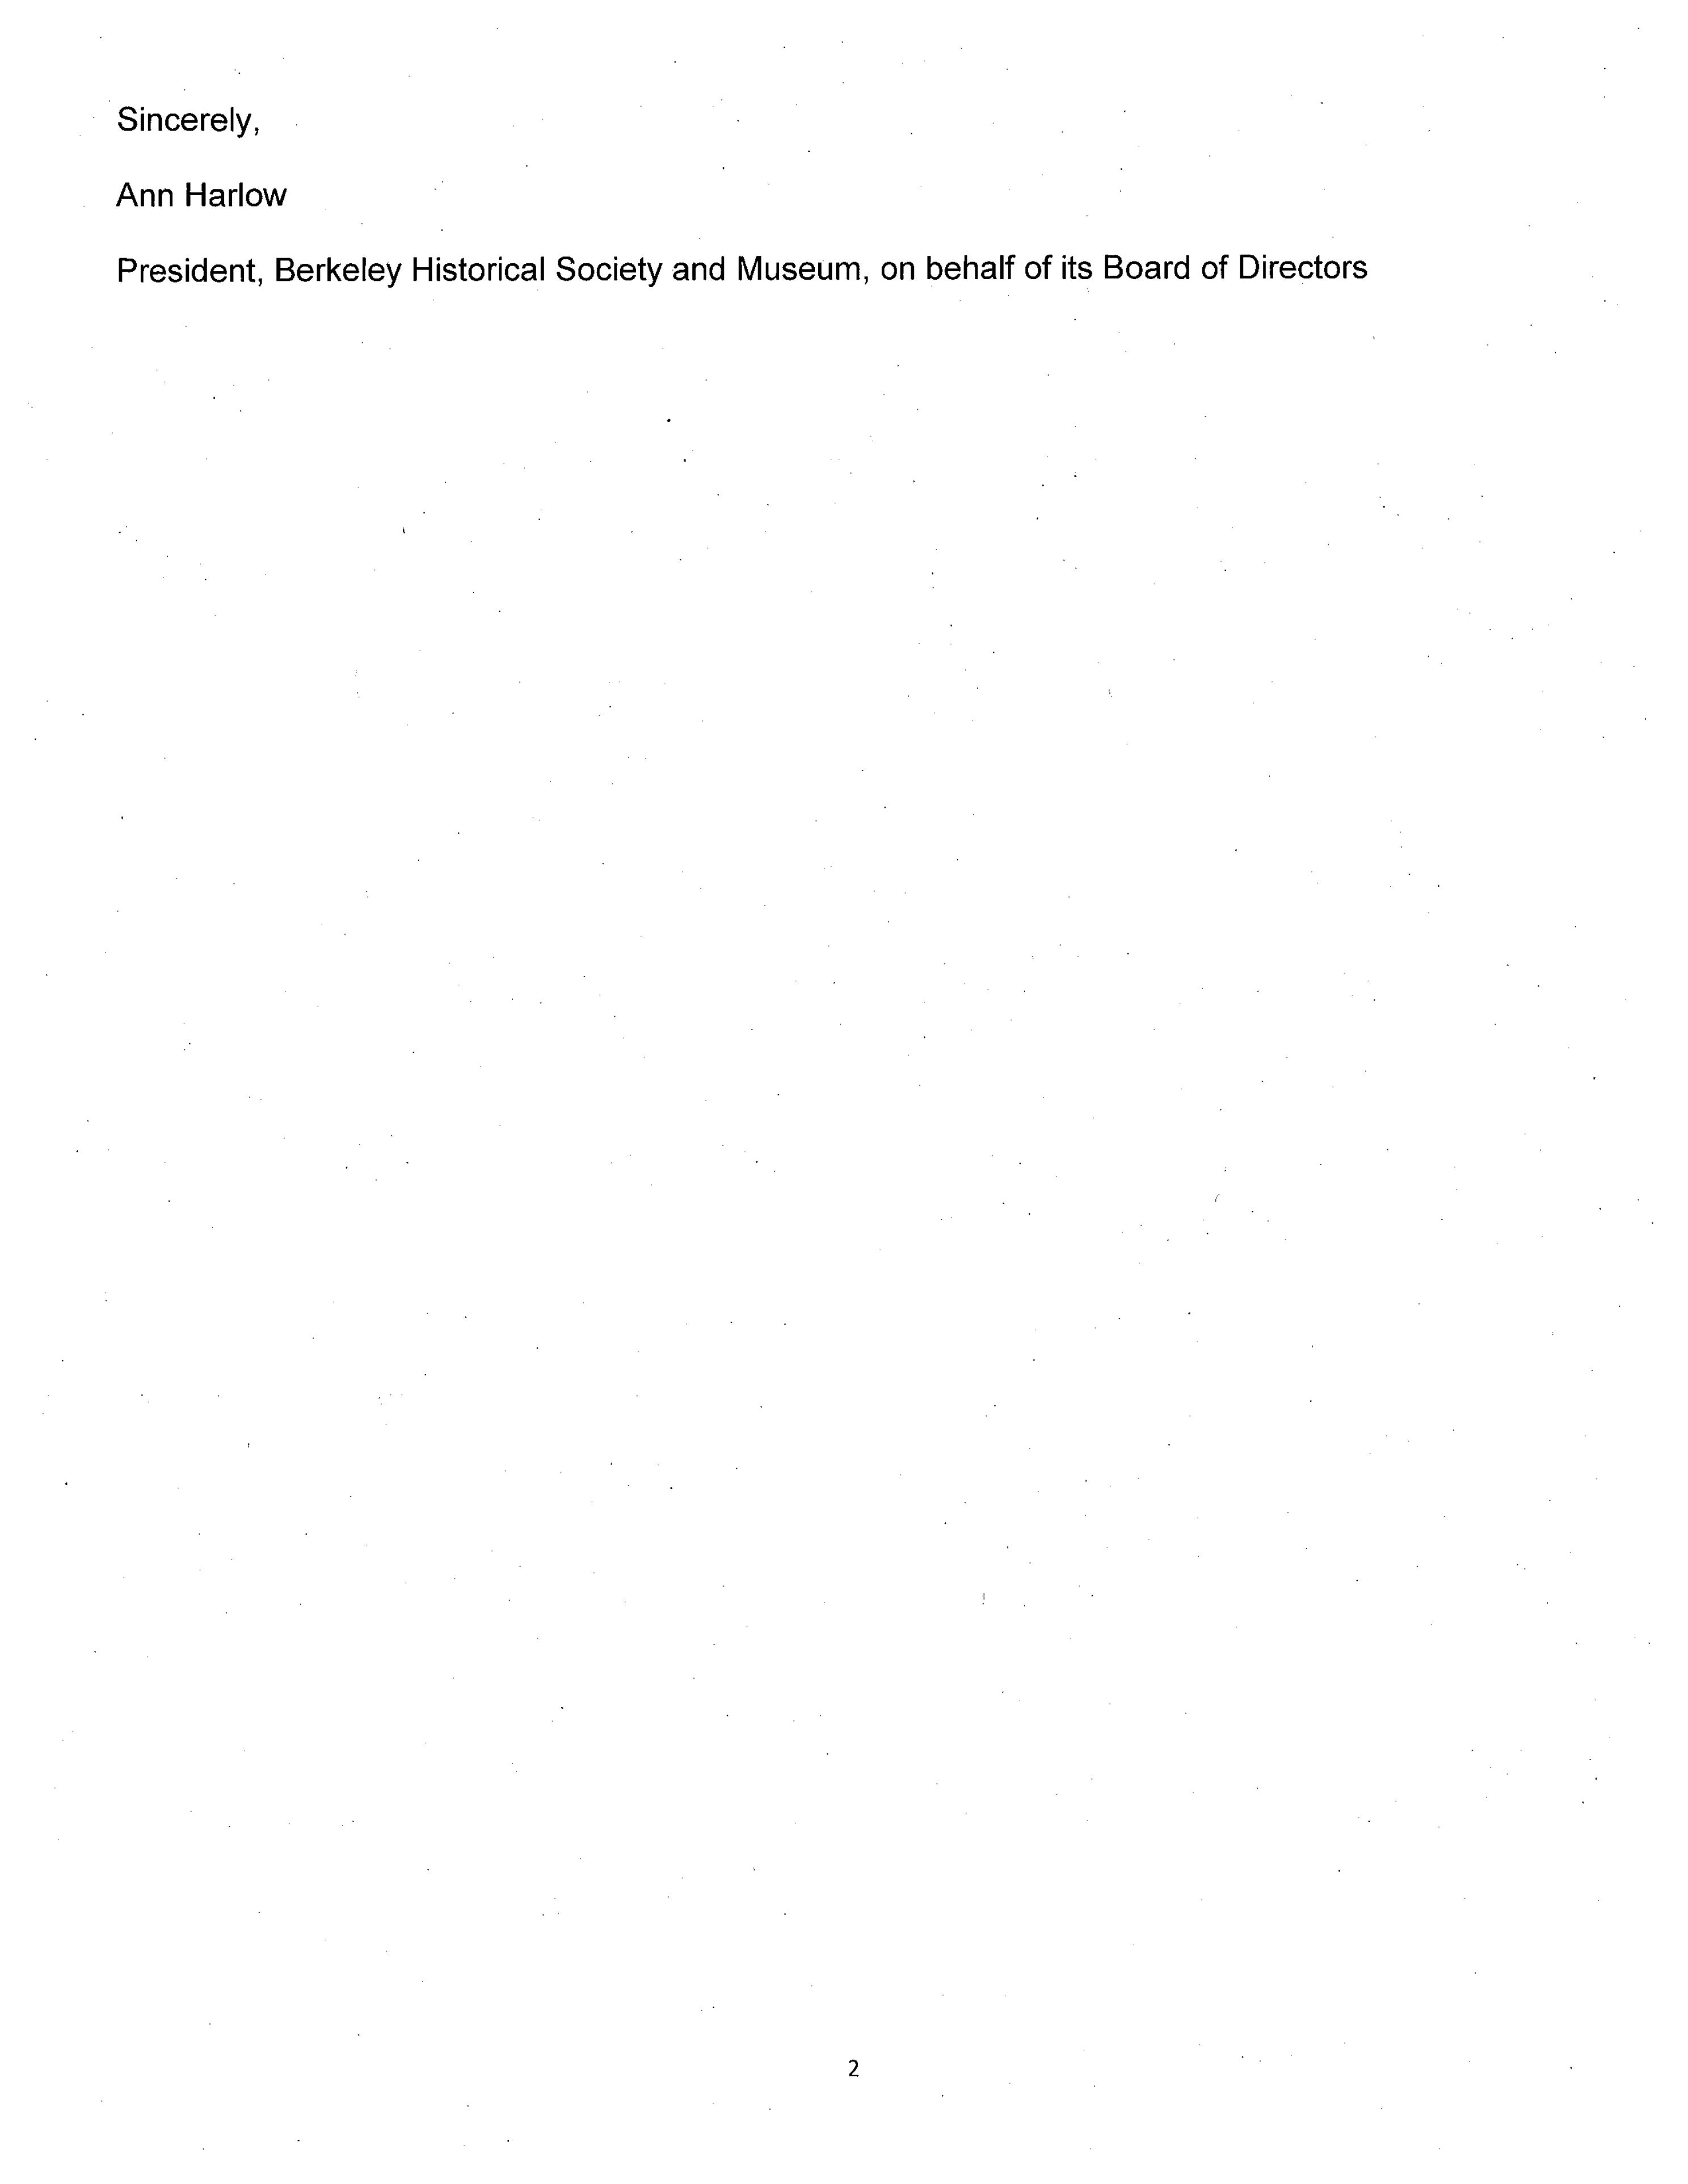 Sincerely,
Ann Harlow
President, Berkeley Historical Society and Museum, on behalf of its Board of Directors
2